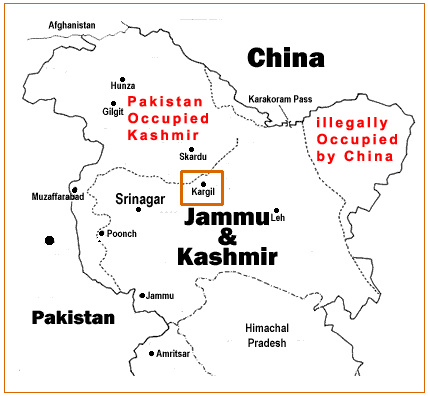 Afghanistan
China
Hunza
Karakoram Pass
Gilgit
Pakistan
Occupied
Kashmir
illegally
Occupied
by China
Skardu
Kargil
Muzaffarabad
Srinagar
Jammu
&
Kashmir
Leh
Poonch
Jammu
Pakistan
Himachal
Pradesh
Amritsar